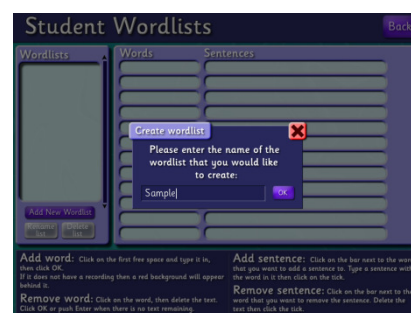 Student Wordlists
Back
Wordlists
Words
Sentences
Create wordlist
Please enter the name of the
wordlist that you would like
to create:
Sample
OK
Add New Wordlist
Rename list
Delete list
Add word: Click on the first free space and type it in,
then click OK.
If it does not have a recording then a red background will appear
behind it.
Remove word: Click on the word, then delete the text.
Click OK or push Enter when there is no text remaining.
Add sentence: Click on the bar next to the word
that you want to add a sentence to. Type a sentence with
the word in it then click on the tick.
Remove sentence: Click on the bar next to the
word that you want to remove the sentence. Delete the
text then click the tick.